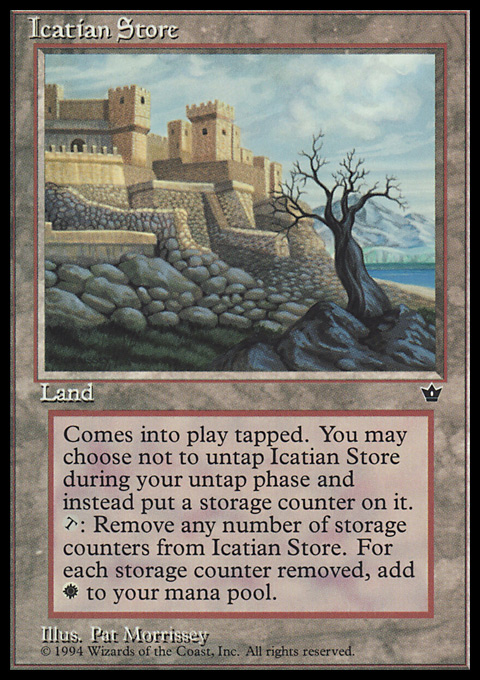 Icatian Store
Land
Comes into play tapped. You may
choose not to untap Icatian Store
during your untap phase and
instead put a storage counter on it.
: Remove any number of storage
counters from Icatian Store. For
each storage counter removed, add
to your mana pool.
Illus. Pat Morrissey
© 1994 Wizards of the Coast, Inc. All rights reserved.